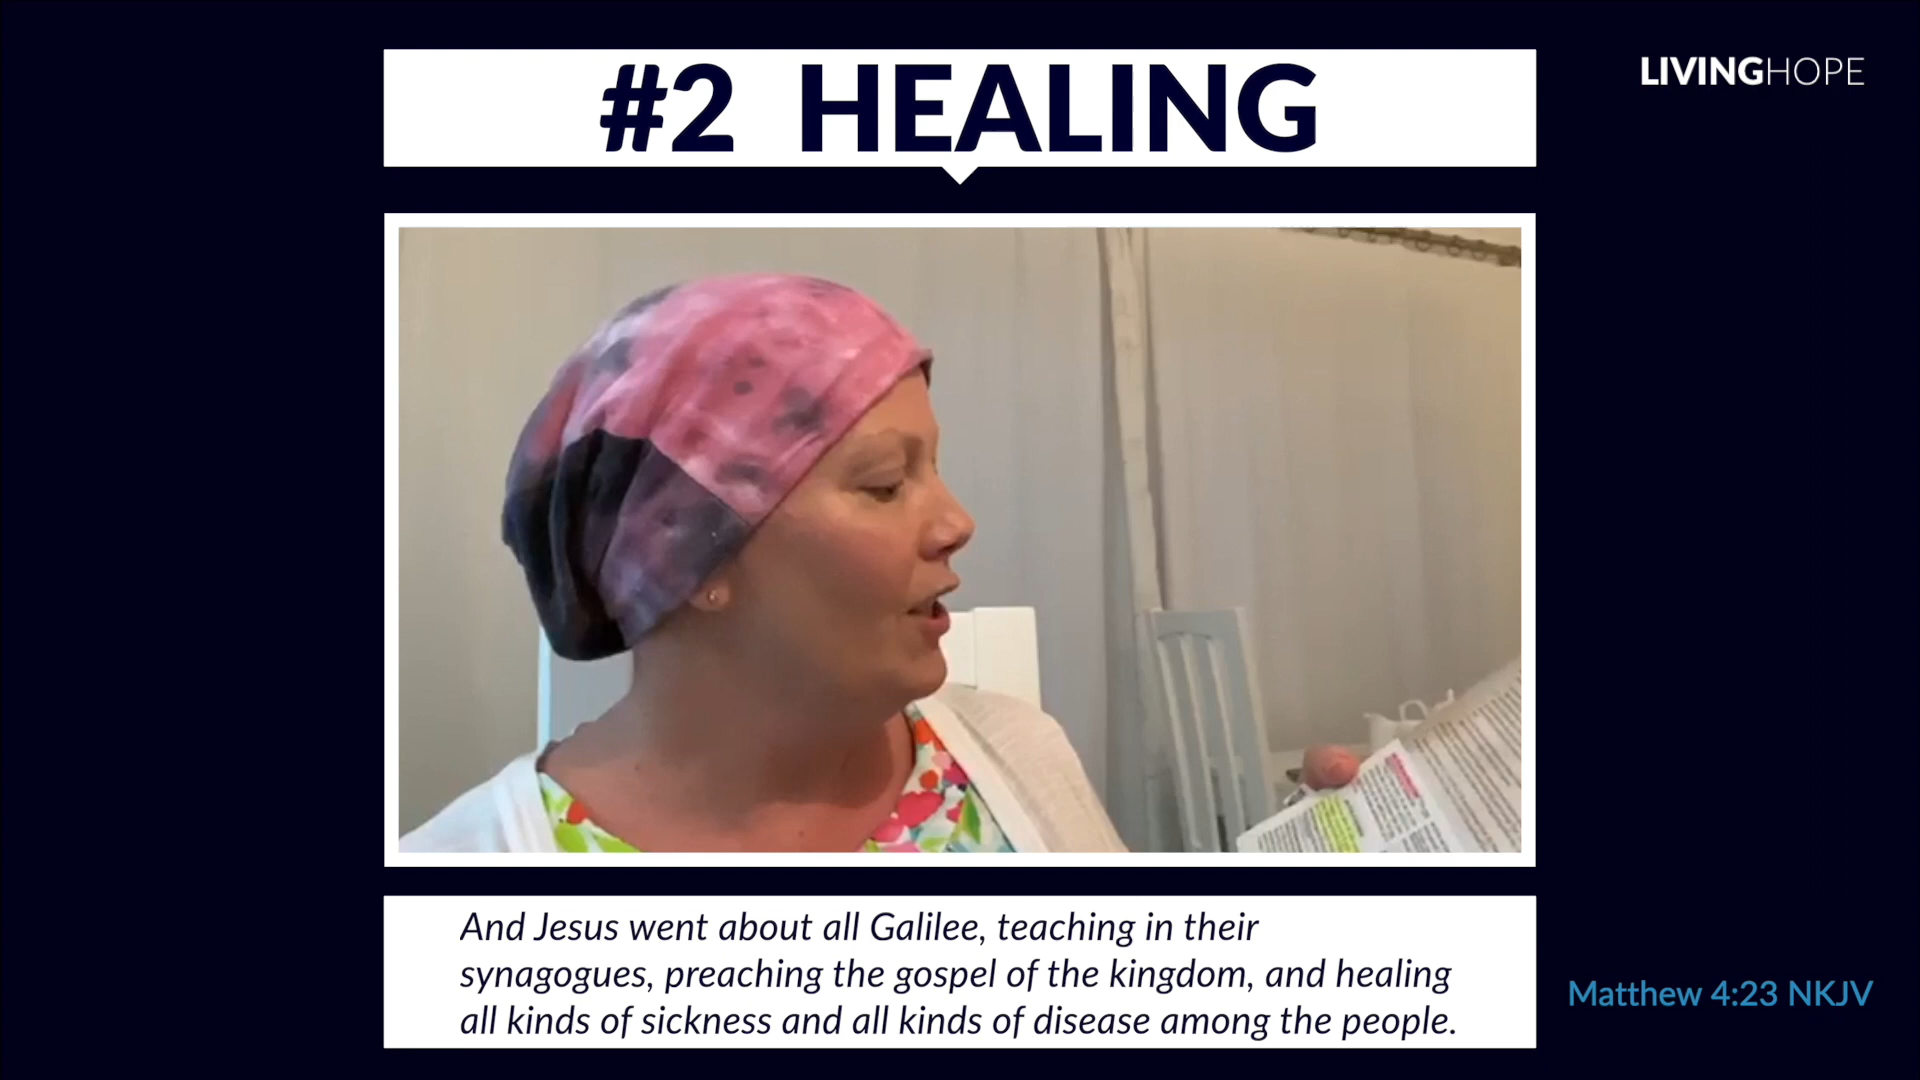 #2 HEALING
LIVINGHOPE
And Jesus went about all Galilee, teaching in their
synagogues, preaching the gospel of the kingdom, and healing
all kinds of sickness and all kinds of disease among the people.
Matthew 4:23 NKJV